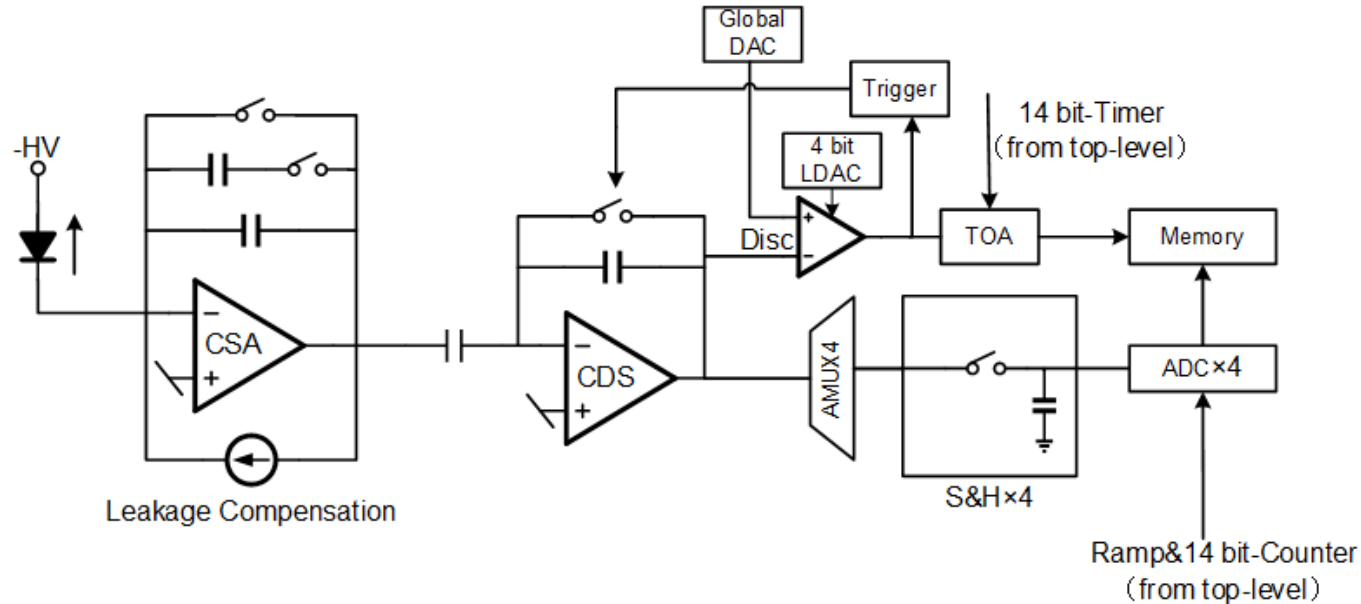 Global
DAC
Trigger
14 bit-Timer
（from top-level）
-HV
4 bit
LDAC
+
Disc
−
TOA
Memory
−
CSA
+
−
CDS
+
AMUX4
ADC×4
S&H×4
Leakage Compensation
Ramp&14 bit-Counter
（from top-level）